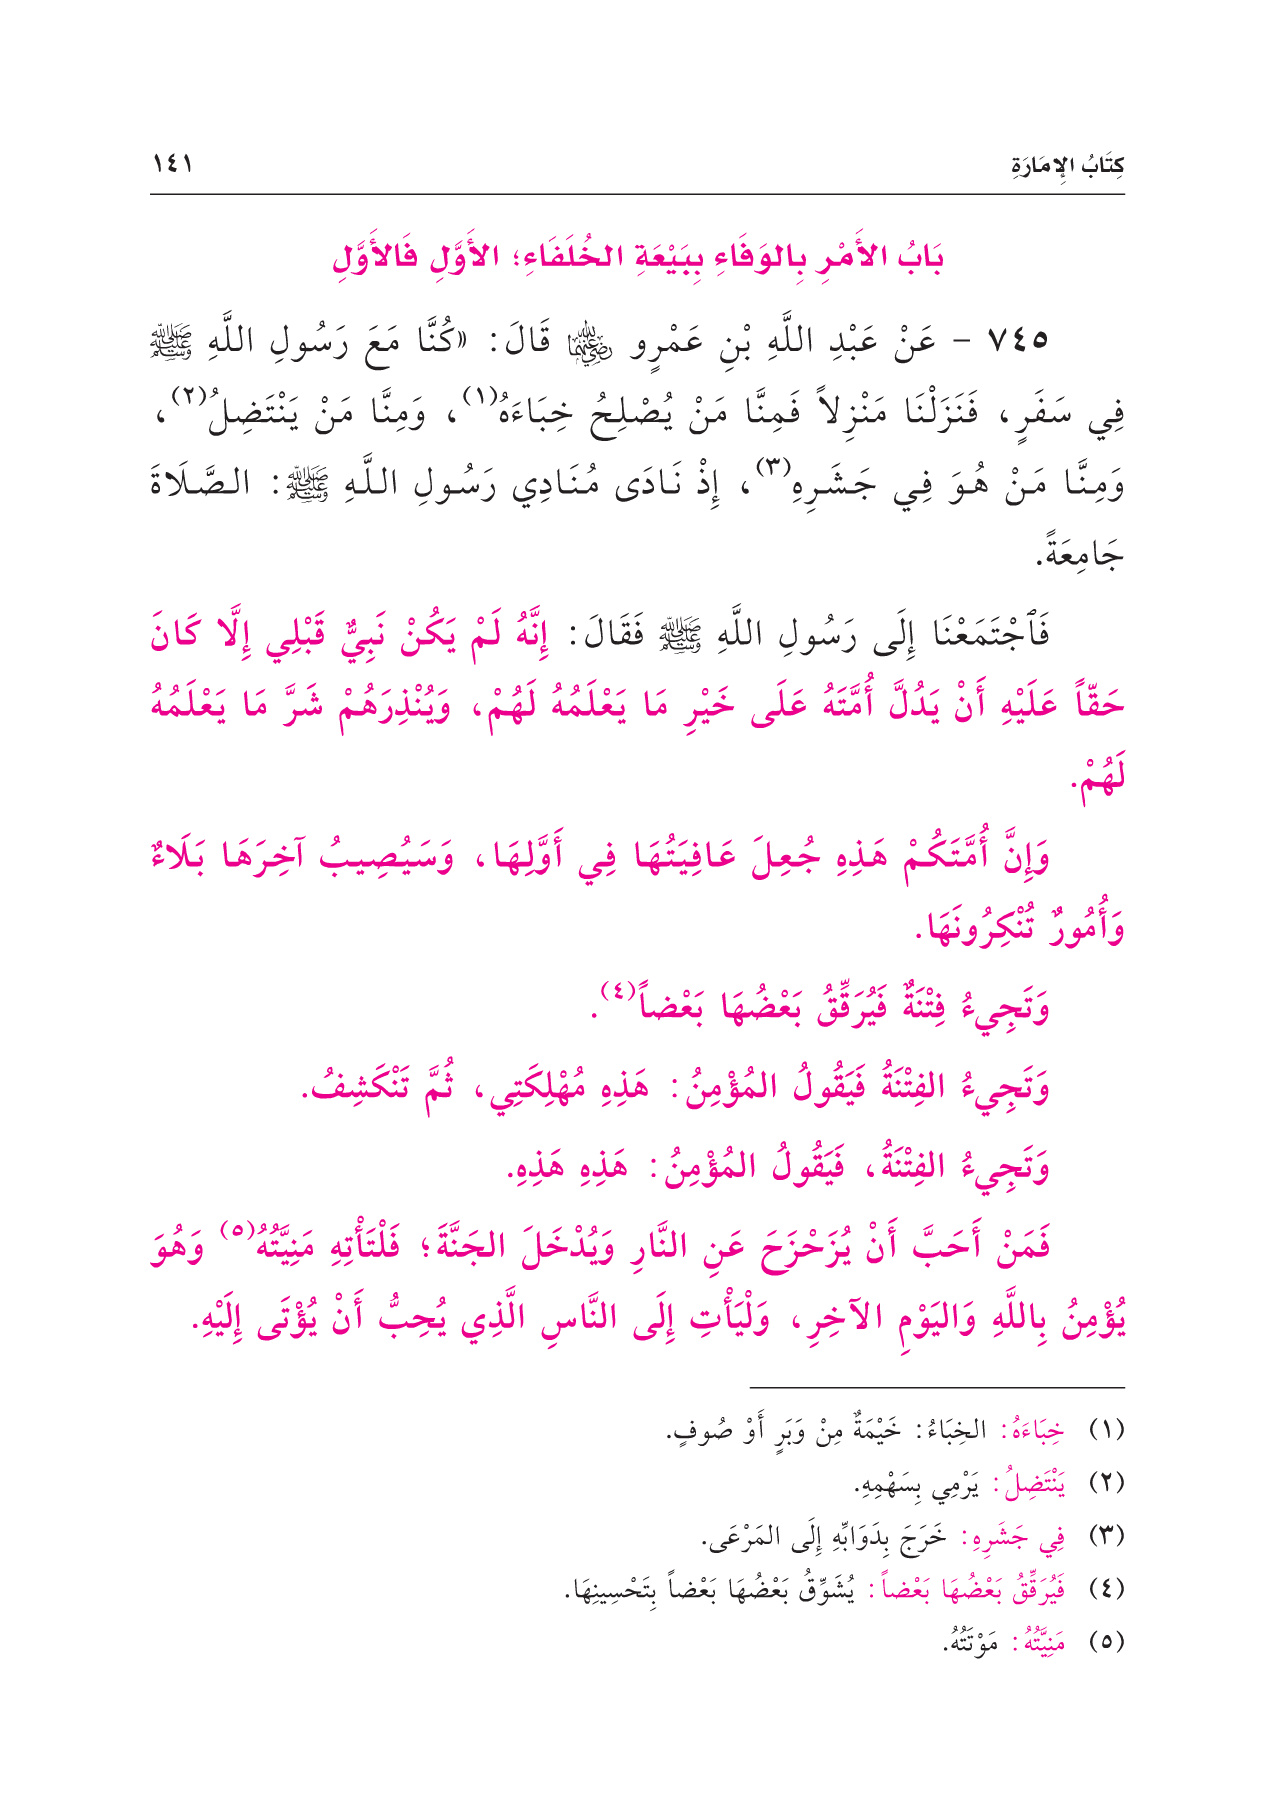 كِتَابُ الإِمَارَةِ ١٤١
بَابُ الأَمْرِ بِالوَفَاءِ بِبَيْعَةِ الخُلَفَاءِ؛ الأَوَّلِ فَالأَوَّلِ
٧٤٥ - عَنْ عَبْدِ اللَّهِ بْنِ عَمْرٍو رضي الله عنهما قَالَ: «كُنَّا مَعَ رَسُولِ اللَّهِ ﷺ
فِي سَفَرٍ، فَنَزَلْنَا مَنْزِلاً فَمِنَّا مَنْ يُصْلِحُ خِبَاءَهُ(١)، وَمِنَّا مَنْ يَنْتَضِلُ(٢)،
وَمِنَّا مَنْ هُوَ فِي جَشَرِهِ(٣)، إِذْ نَادَى مُنَادِي رَسُولِ اللَّهِ ﷺ: الصَّلَاةَ
جَامِعَةً.
فَٱجْتَمَعْنَا إِلَى رَسُولِ اللَّهِ ﷺ فَقَالَ: إِنَّهُ لَمْ يَكُنْ نَبِيٌّ قَبْلِي إِلَّا كَانَ
حَقّاً عَلَيْهِ أَنْ يَدُلَّ أُمَّتَهُ عَلَى خَيْرِ مَا يَعْلَمُهُ لَهُمْ، وَيُنْذِرَهُمْ شَرَّ مَا يَعْلَمُهُ
لَهُمْ.
وَإِنَّ أُمَّتَكُمْ هَذِهِ جُعِلَ عَافِيَتُهَا فِي أَوَّلِهَا، وَسَيُصِيبُ آخِرَهَا بَلَاءٌ
وَأُمُورٌ تُنْكِرُونَهَا.
وَتَجِيءُ فِتْنَةٌ فَيُرَقِّقُ بَعْضُهَا بَعْضاً(٤).
وَتَجِيءُ الفِتْنَةُ فَيَقُولُ المُؤْمِنُ: هَذِهِ مُهْلِكَتِي، ثُمَّ تَنْكَشِفُ.
وَتَجِيءُ الفِتْنَةُ، فَيَقُولُ المُؤْمِنُ: هَذِهِ هَذِهِ.
فَمَنْ أَحَبَّ أَنْ يُزَحْزَحَ عَنِ النَّارِ وَيُدْخَلَ الجَنَّةَ؛ فَلْتَأْتِهِ مَنِيَّتُهُ(٥) وَهُوَ
يُؤْمِنُ بِاللَّهِ وَاليَوْمِ الآخِرِ، وَلْيَأْتِ إِلَى النَّاسِ الَّذِي يُحِبُّ أَنْ يُؤْتَى إِلَيْهِ.
(١) خِبَاءَهُ: الخِبَاءُ: خَيْمَةٌ مِنْ وَبَرٍ أَوْ صُوفٍ.
(٢) يَنْتَضِلُ: يَرْمِي بِسَهْمِهِ.
(٣) فِي جَشَرِهِ: خَرَجَ بِدَوَابِّهِ إِلَى المَرْعَى.
(٤) فَيُرَقِّقُ بَعْضُهَا بَعْضاً: يُشَوِّقُ بَعْضُهَا بَعْضاً بِتَحْسِينِهَا.
(٥) مَنِيَّتُهُ: مَوْتَتُهُ.